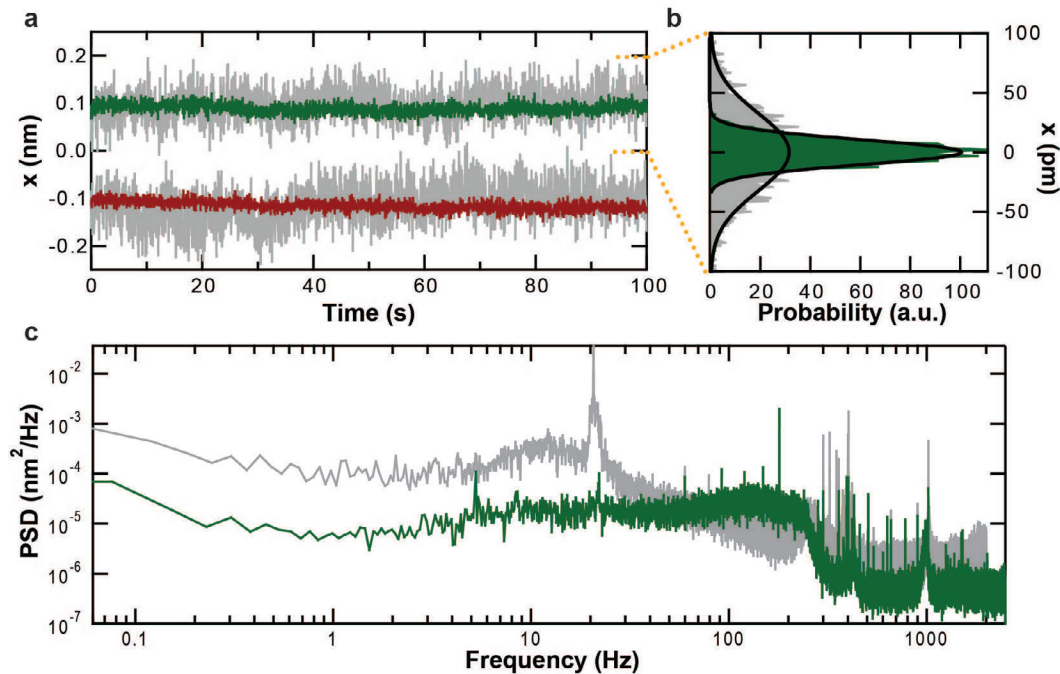 a
x (nm)
0.2
0.1
0.0
-0.1
-0.2
0 20 40 60 80 100
Time (s)
b
100
50
0
-50
-100
x (pm)
0 20 40 60 80 100
Probability (a.u.)
c
PSD (nm²/Hz)
10⁻²
10⁻³
10⁻⁴
10⁻⁵
10⁻⁶
10⁻⁷
0.1 1 10 100 1000
Frequency (Hz)